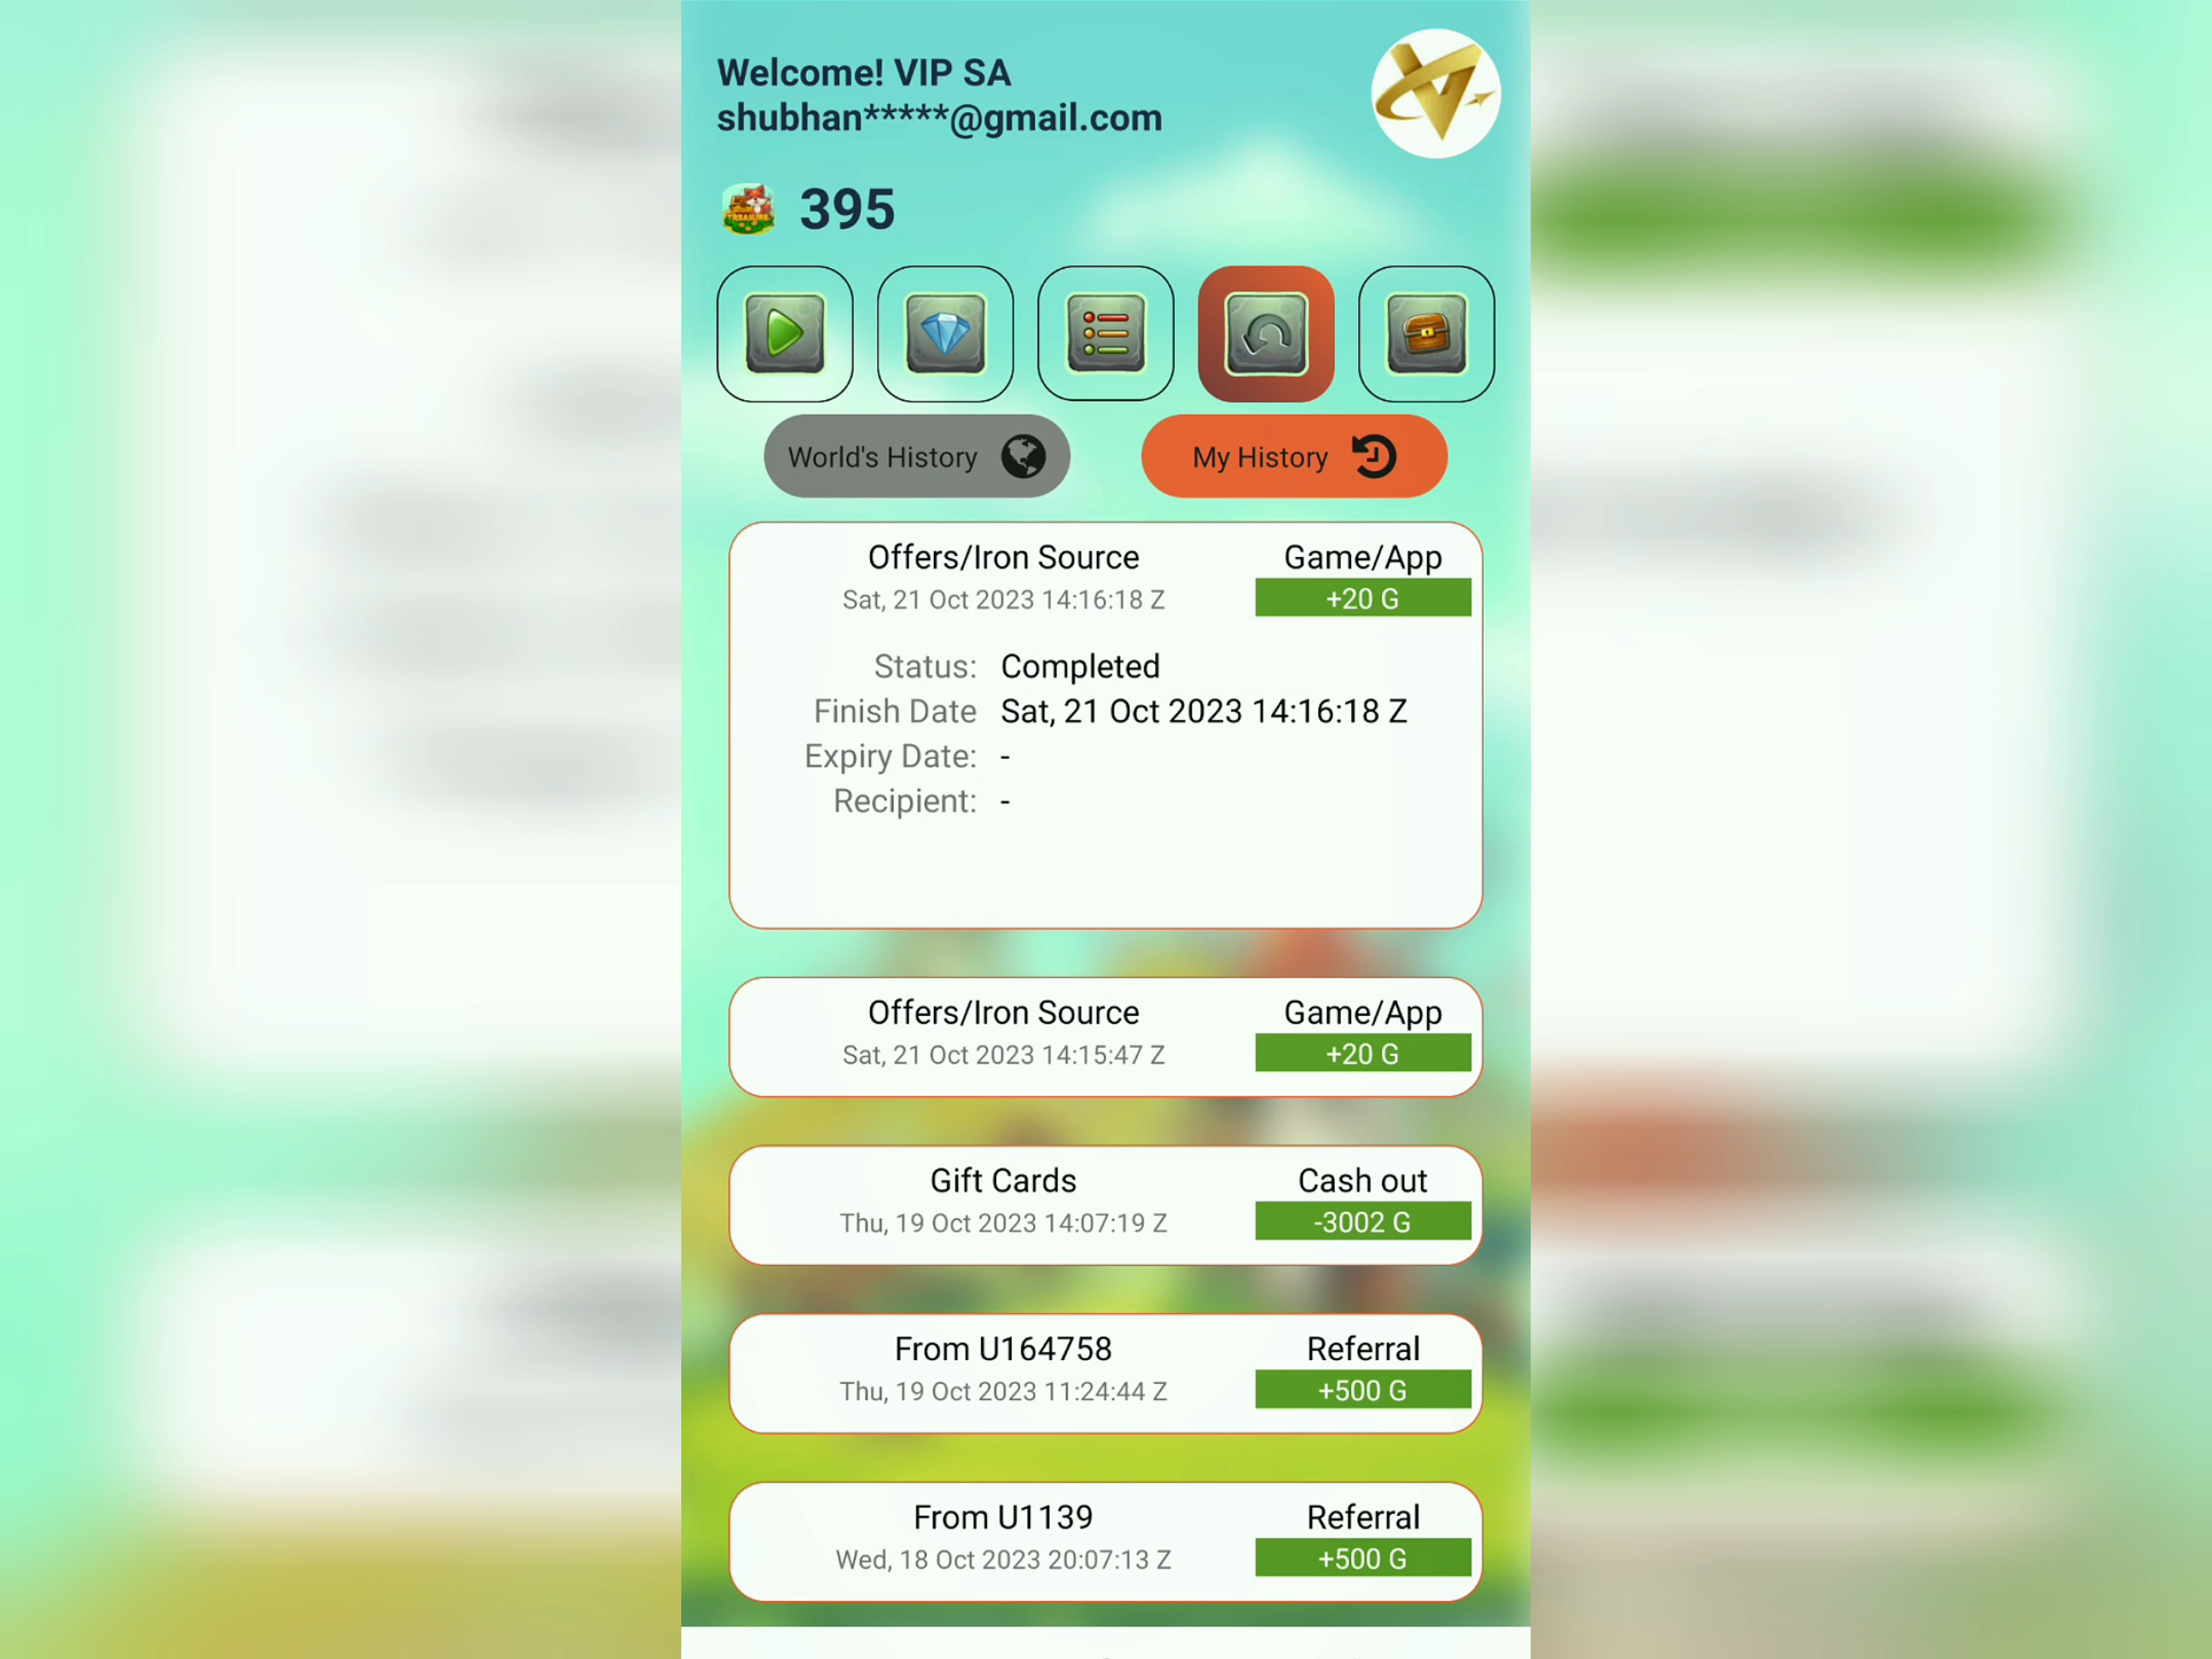 Welcome! VIP SA
shubhan*****@gmail.com
TREASURE
395
World's History
My History
Offers/Iron Source
Game/App
Sat, 21 Oct 2023 14:16:18 Z
+20 G
Status: Completed
Finish Date Sat, 21 Oct 2023 14:16:18 Z
Expiry Date: -
Recipient: -
Offers/Iron Source
Game/App
Sat, 21 Oct 2023 14:15:47 Z
+20 G
Gift Cards
Cash out
Thu, 19 Oct 2023 14:07:19 Z
-3002 G
From U164758
Referral
Thu, 19 Oct 2023 11:24:44 Z
+500 G
From U1139
Referral
Wed, 18 Oct 2023 20:07:13 Z
+500 G